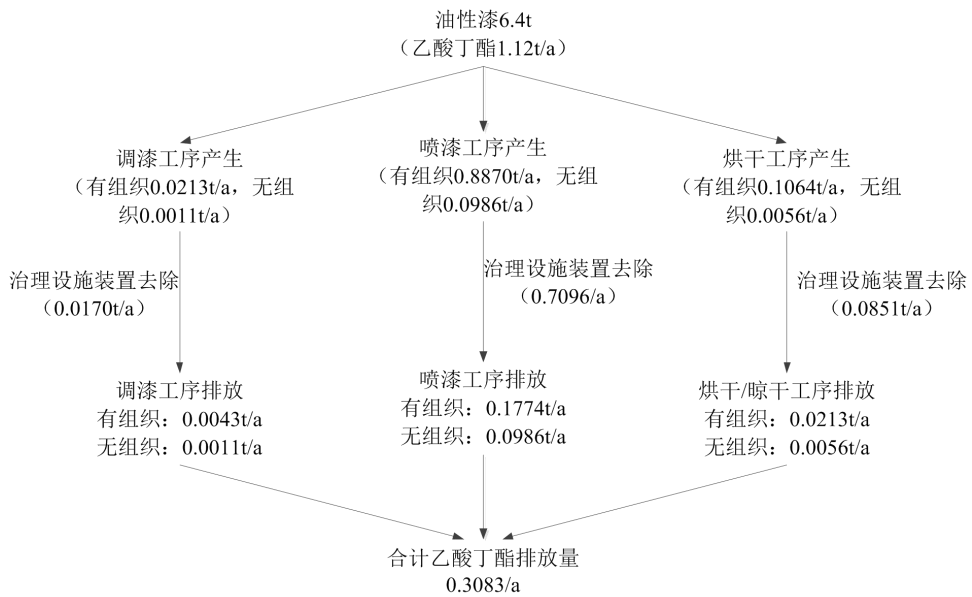 油性漆6.4t
（乙酸丁酯1.12t/a）
调漆工序产生
（有组织0.0213t/a，无组
织0.0011t/a）
喷漆工序产生
（有组织0.8870t/a，无组
织0.0986t/a）
烘干工序产生
（有组织0.1064t/a，无组
织0.0056t/a）
治理设施装置去除
（0.0170t/a）
治理设施装置去除
（0.7096/a）
治理设施装置去除
（0.0851t/a）
调漆工序排放
有组织：0.0043t/a
无组织：0.0011t/a
喷漆工序排放
有组织：0.1774t/a
无组织：0.0986t/a
烘干/晾干工序排放
有组织：0.0213t/a
无组织：0.0056t/a
合计乙酸丁酯排放量
0.3083/a